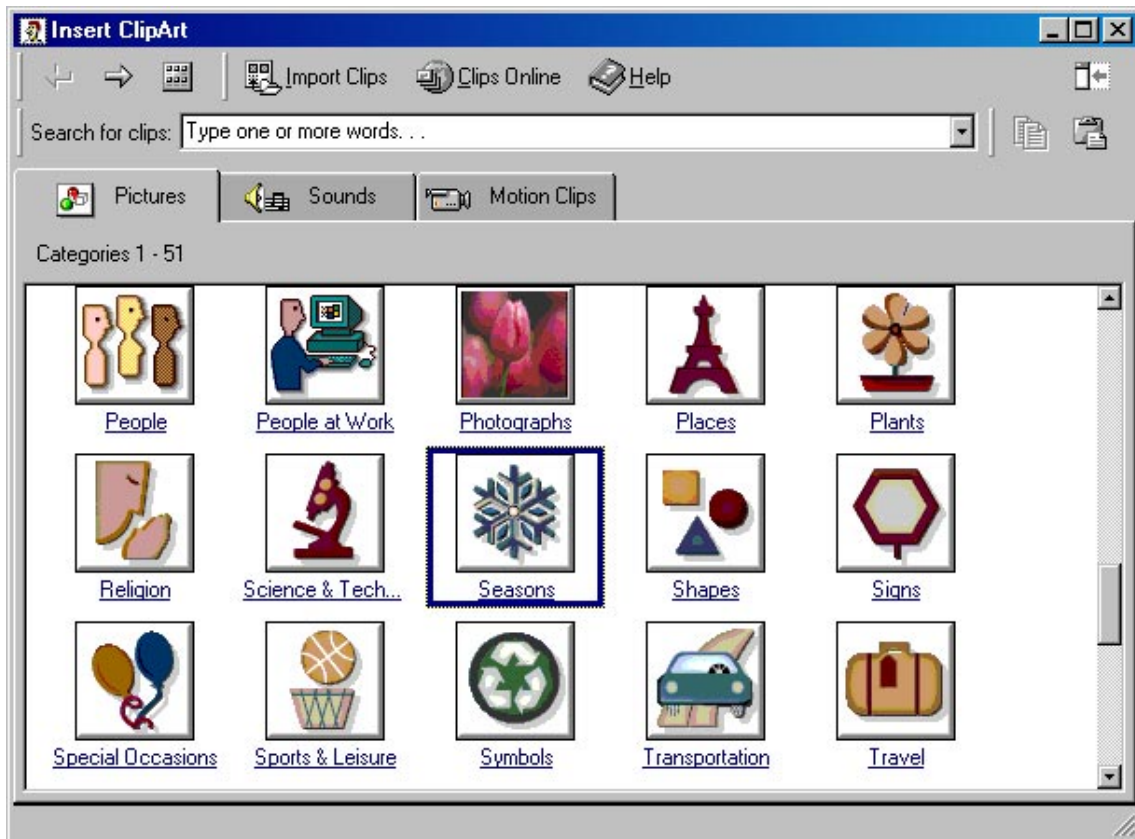 Insert ClipArt
Import Clips Clips Online Help
Search for clips: Type one or more words. . .
Pictures Sounds Motion Clips
Categories 1 - 51
People People at Work Photographs Places Plants
Religion Science & Tech... Seasons Shapes Signs
Special Occasions Sports & Leisure Symbols Transportation Travel